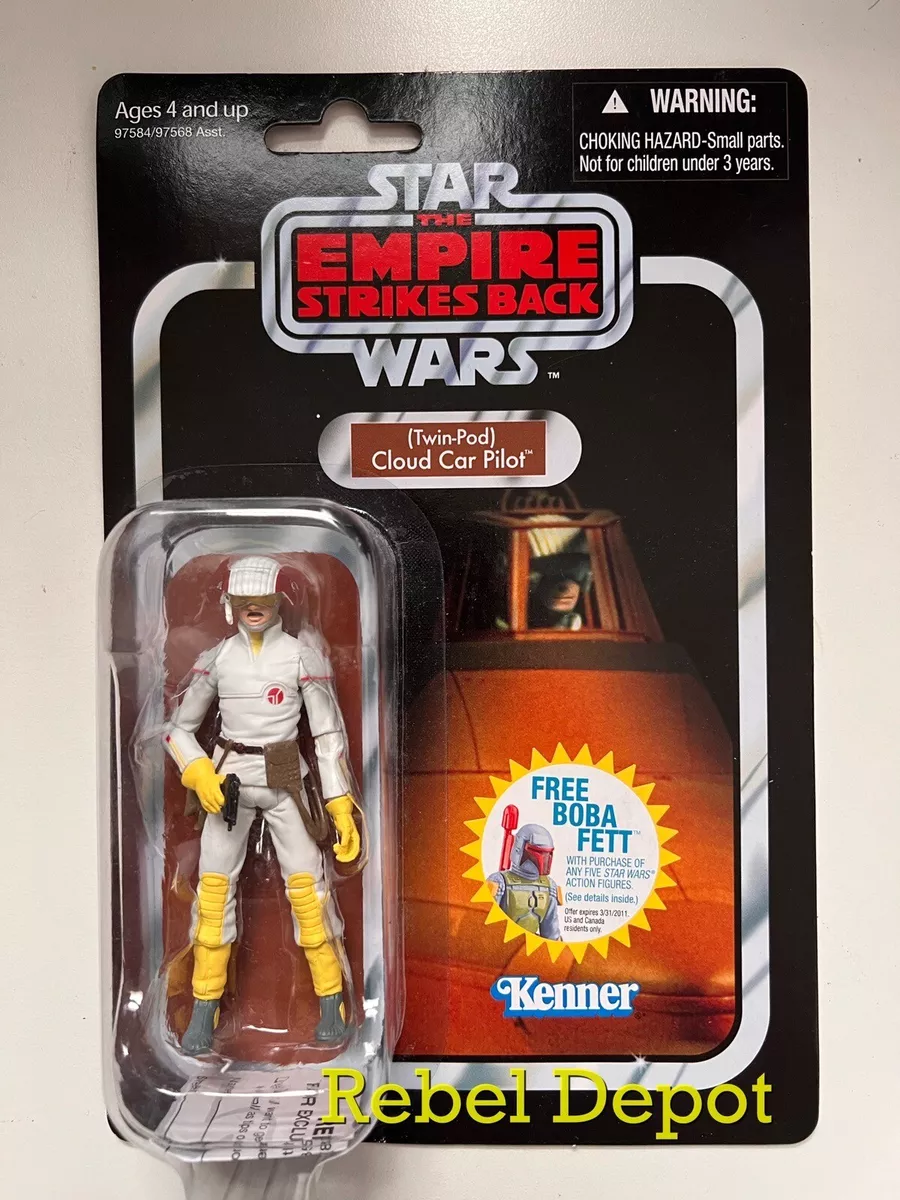 Ages 4 and up
97584/97568 Asst.
WARNING:
CHOKING HAZARD-Small parts.
Not for children under 3 years.
STAR
THE
EMPIRE
STRIKES BACK
WARS™
(Twin-Pod)
Cloud Car Pilot™
FREE
BOBA
FETT™
WITH PURCHASE OF
ANY FIVE STAR WARS®
ACTION FIGURES.
(See details inside.)
Offer expires 3/31/2011.
US and Canada
residents only.
Kenner
Rebel Depot